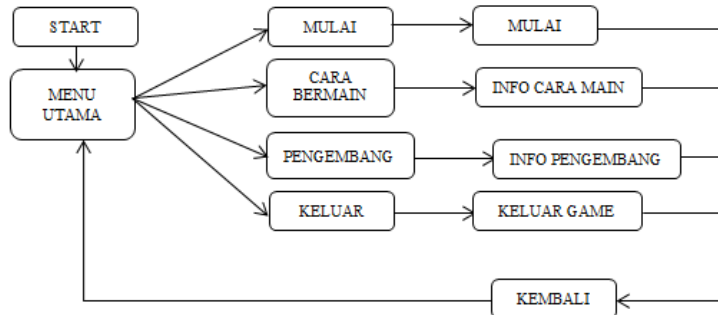 START
MULAI
MULAI
MENU
UTAMA
CARA
BERMAIN
INFO CARA MAIN
PENGEMBANG
INFO PENGEMBANG
KELUAR
KELUAR GAME
KEMBALI